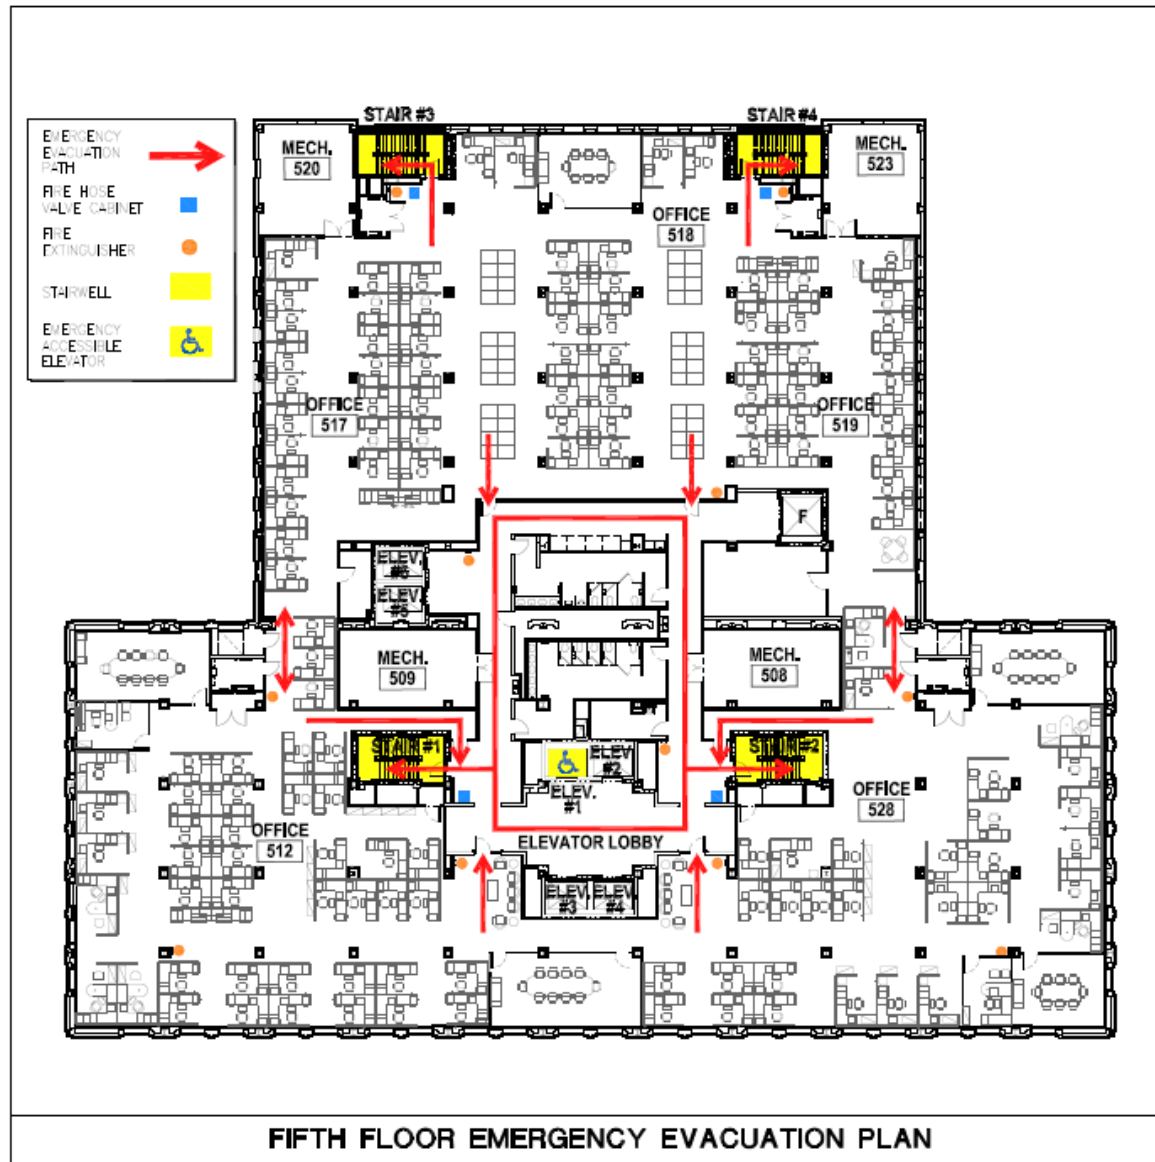 STAIR #3
STAIR #4
EMERGENCY
EVACUATION
PATH
FIRE HOSE
VALVE CABINET
FIRE
EXTINGUISHER
STAIRWELL
EMERGENCY
ACCESSIBLE
ELEVATOR
MECH.
520
MECH.
523
OFFICE
518
OFFICE
517
OFFICE
519
F
ELEV.
#6
ELEV.
#5
MECH.
509
MECH.
508
STAIR #1
STAIR #2
ELEV.
#2
ELEV.
#1
OFFICE
512
OFFICE
528
ELEVATOR LOBBY
ELEV.
#3
ELEV.
#4
FIFTH FLOOR EMERGENCY EVACUATION PLAN